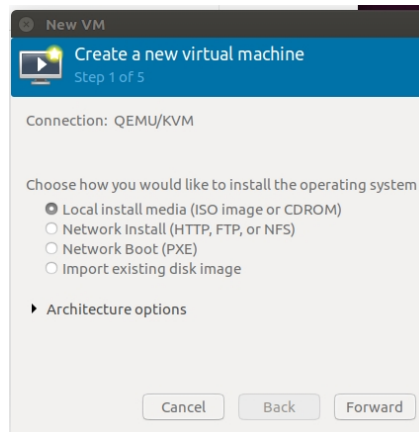 New VM
Create a new virtual machine
Step 1 of 5
Connection: QEMU/KVM
Choose how you would like to install the operating system
Local install media (ISO image or CDROM)
Network Install (HTTP, FTP, or NFS)
Network Boot (PXE)
Import existing disk image
Architecture options
Cancel Back Forward